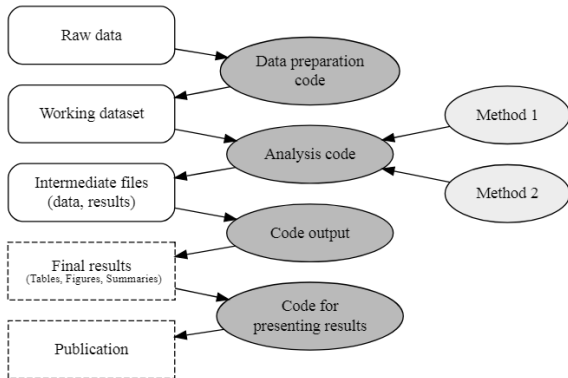 Raw data
Data preparation
code
Working dataset
Method 1
Analysis code
Intermediate files
(data, results)
Method 2
Code output
Final results
(Tables, Figures, Summaries)
Code for
presenting results
Publication